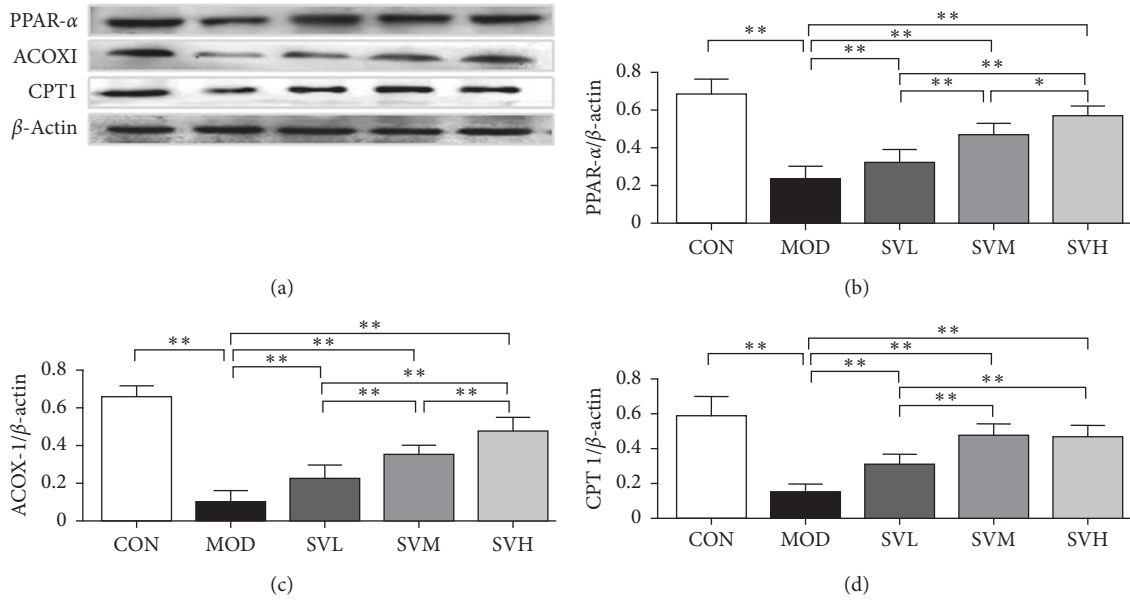 PPAR-α
ACOXI
CPT1
β-Actin
(a)
** ** **
** **
** *
PPAR-α/β-actin
0.8
0.6
0.4
0.2
0
CON MOD SVL SVM SVH
(b)
**
** **
** **
** **
ACOX-1/β-actin
0.8
0.6
0.4
0.2
0
CON MOD SVL SVM SVH
(c)
**
** **
** **
**
CPT 1/β-actin
0.8
0.6
0.4
0.2
0
CON MOD SVL SVM SVH
(d)